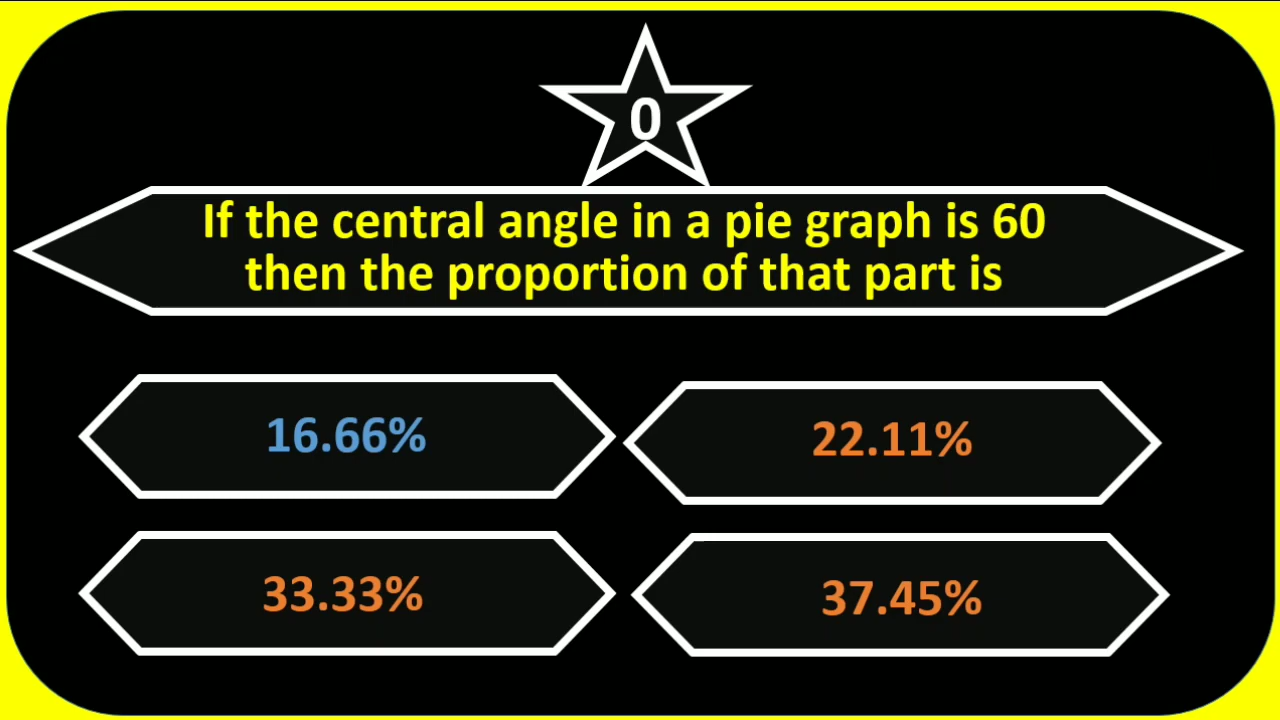 0
If the central angle in a pie graph is 60
then the proportion of that part is
16.66%
22.11%
33.33%
37.45%